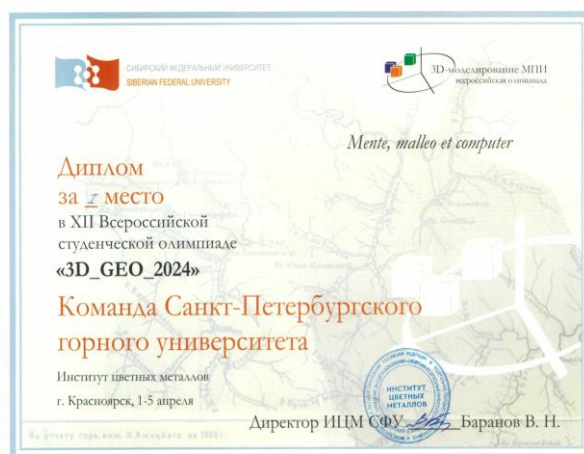 СИБИРСКИЙ ФЕДЕРАЛЬНЫЙ УНИВЕРСИТЕТ
SIBERIAN FEDERAL UNIVERSITY
3D-моделирование МПИ
всероссийская олимпиада
Mente, malleo et computer
Диплом
за I место
в XII Всероссийской
студенческой олимпиаде
«3D_GEO_2024»
Команда Санкт-Петербургского
горного университета
Институт цветных металлов
г. Красноярск, 1-5 апреля
ИНСТИТУТ
ЦВЕТНЫХ
МЕТАЛЛОВ
Директор ИЦМ СФУ Баранов В. Н.